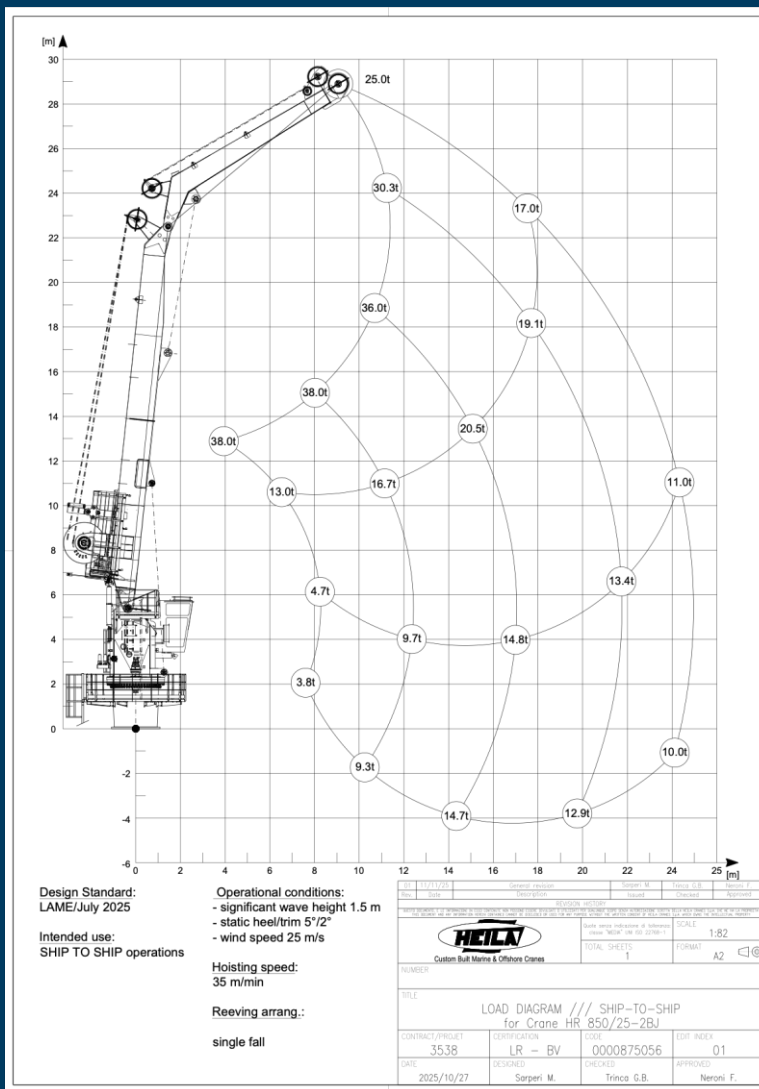 [m]
30
28
26
24
22
20
18
16
14
12
10
8
6
4
2
0
-2
-4
-6
0 2 4 6 8 10 12 14 16 18 20 22 24 25
[m]
25.0t
30.3t
17.0t
36.0t
19.1t
38.0t
20.5t
38.0t
13.0t
16.7t
11.0t
4.7t
13.4t
9.7t
14.8t
3.8t
9.3t
10.0t
14.7t
12.9t
Design Standard:
LAME/July 2025
Intended use:
SHIP TO SHIP operations
Operational conditions:
- significant wave height 1.5 m
- static heel/trim 5°/2°
- wind speed 25 m/s
Hoisting speed:
35 m/min
Reeving arrang.:
single fall
01 11/11/25 General revision Sarperi M. Trinca G.B. Neroni F.
Rev. Date Description Issued Checked Approved
REVISION HISTORY
HEILA
Custom Built Marine & Offshore Cranes
SCALE
1:82
TOTAL SHEETS
1
FORMAT
A2
NUMBER
TITLE
LOAD DIAGRAM /// SHIP-TO-SHIP
for Crane HR 850/25-2BJ
CONTRACT/PROJET
3538
CERTIFICATION
LR - BV
CODE
0000875056
EDIT INDEX
01
DATE
2025/10/27
DESIGNED
Sarperi M.
CHECKED
Trinca G.B.
APPROVED
Neroni F.